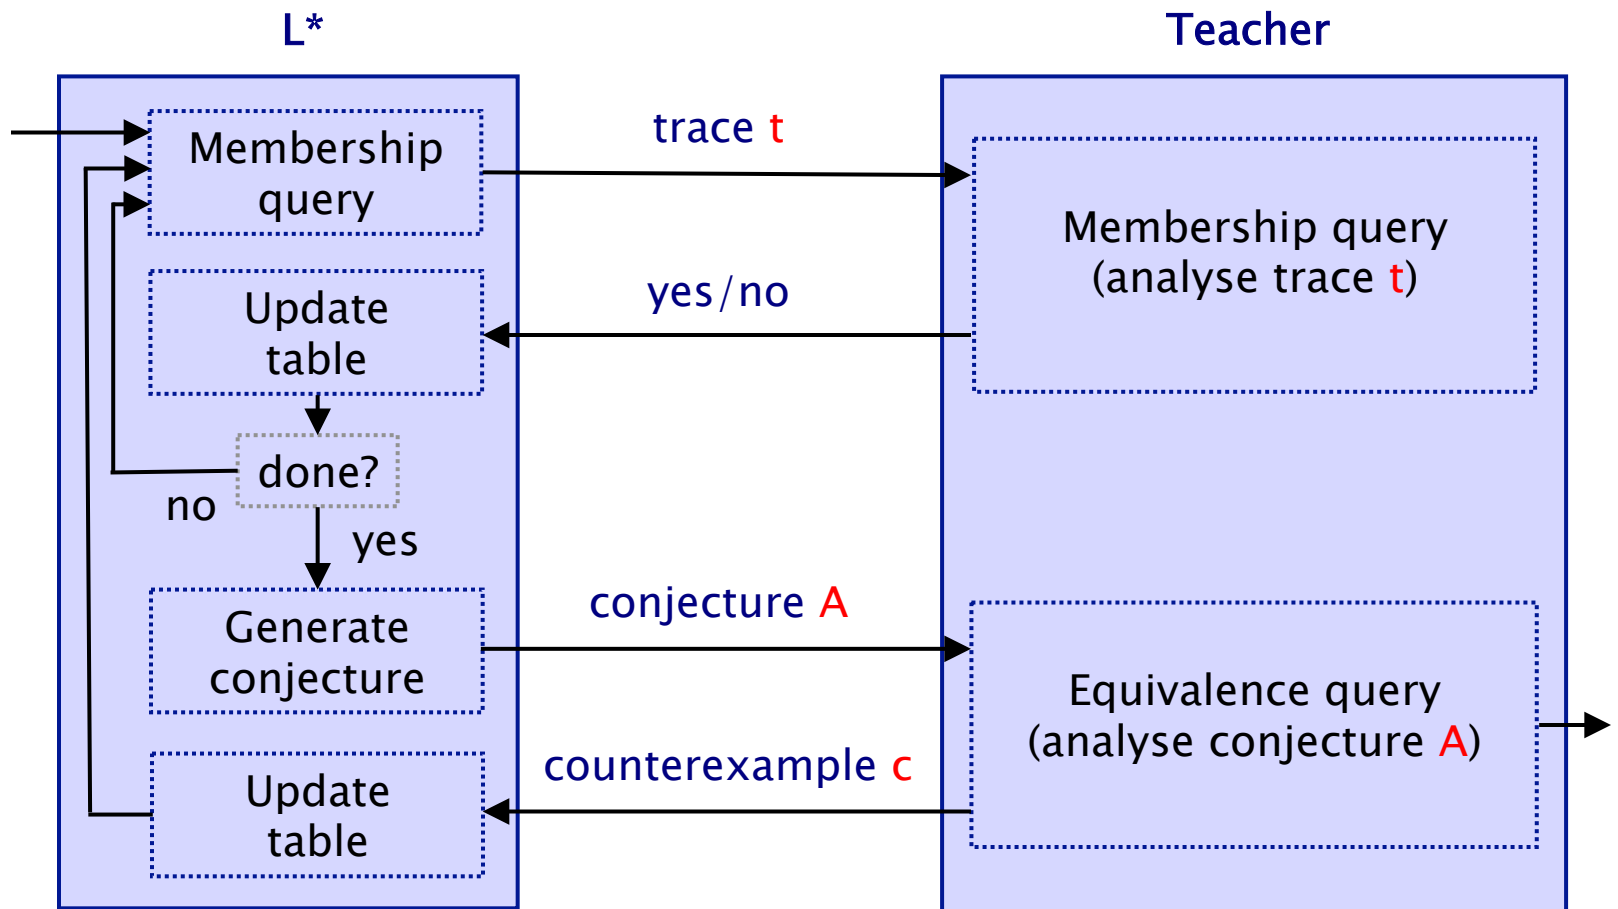 L*
Teacher
Membership
query
trace t
Membership query
(analyse trace t)
yes/no
Update
table
done?
no
yes
Generate
conjecture
conjecture A
Equivalence query
(analyse conjecture A)
counterexample c
Update
table